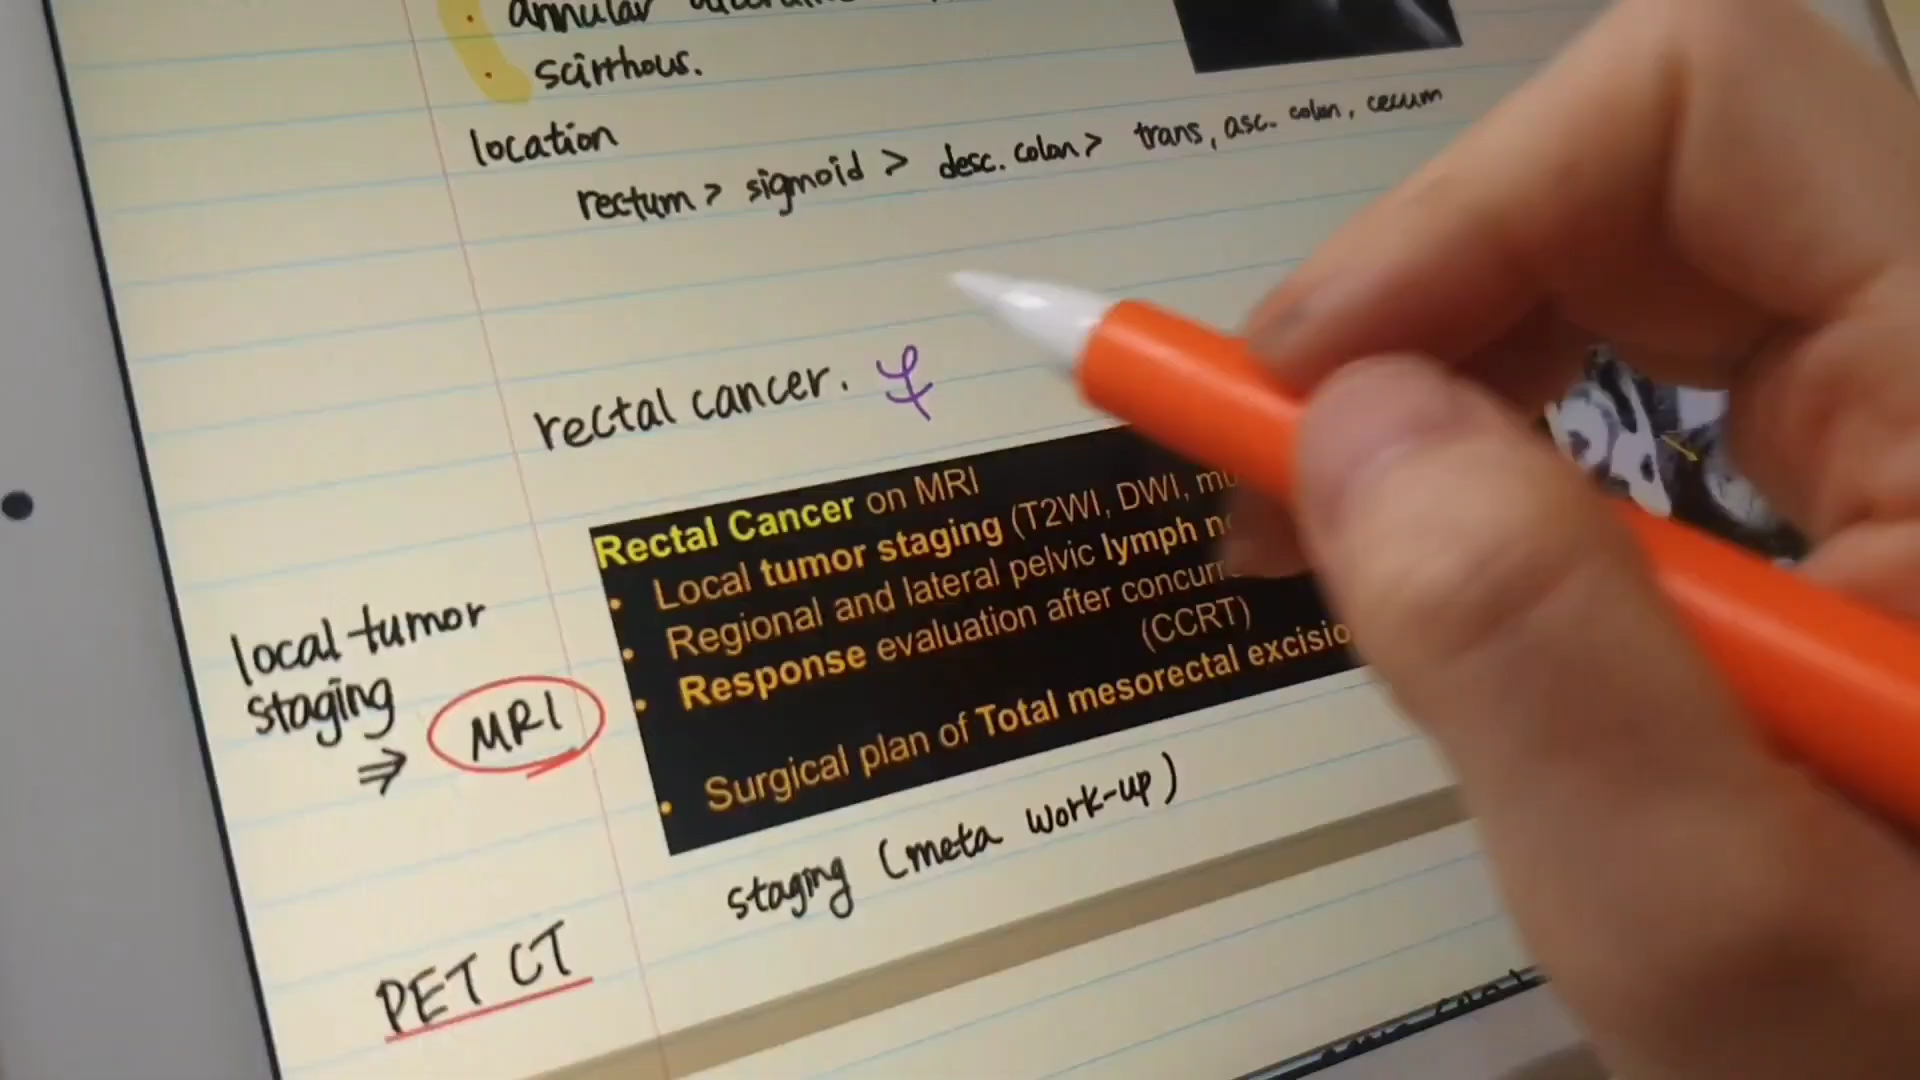 annular
scirrhous.
location
rectum > sigmoid > desc. colon > trans, asc. colon, cecum
rectal cancer.
Rectal Cancer on MRI
• Local tumor staging (T2WI, DWI,
• Regional and lateral pelvic lymph
• Response evaluation after
(CCRT)
• Surgical plan of Total mesorectal
local tumor
staging
⇒ MRI
staging (meta work-up)
PET CT